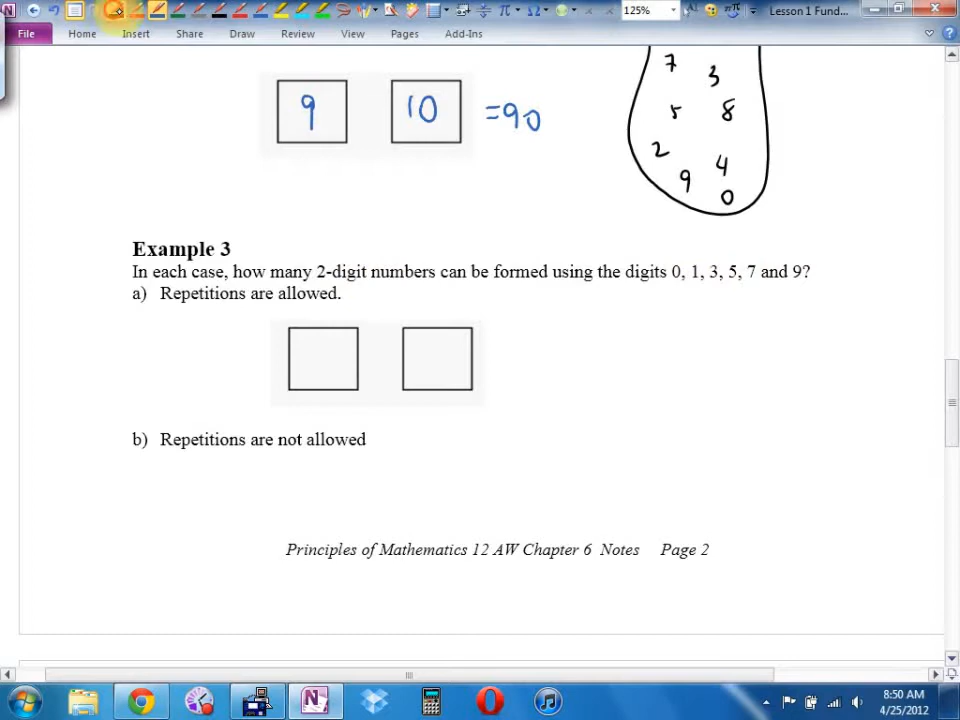 125%
Lesson 1 Fund...
File Home Insert Share Draw Review View Pages Add-Ins
7 3
9 10 =90
5 8
2 4
9
0
Example 3
In each case, how many 2-digit numbers can be formed using the digits 0, 1, 3, 5, 7 and 9?
a) Repetitions are allowed.
b) Repetitions are not allowed
Principles of Mathematics 12 AW Chapter 6 Notes Page 2
8:50 AM
4/25/2012